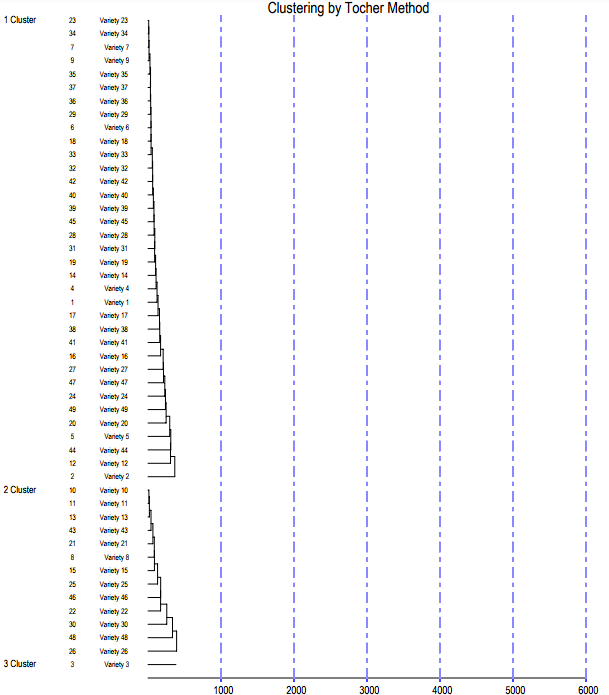 Clustering by Tocher Method
1 Cluster 23 Variety 23
34 Variety 34
7 Variety 7
9 Variety 9
35 Variety 35
37 Variety 37
36 Variety 36
29 Variety 29
6 Variety 6
18 Variety 18
33 Variety 33
32 Variety 32
42 Variety 42
40 Variety 40
39 Variety 39
45 Variety 45
28 Variety 28
31 Variety 31
19 Variety 19
14 Variety 14
4 Variety 4
1 Variety 1
17 Variety 17
38 Variety 38
41 Variety 41
16 Variety 16
27 Variety 27
47 Variety 47
24 Variety 24
49 Variety 49
20 Variety 20
5 Variety 5
44 Variety 44
12 Variety 12
2 Variety 2
2 Cluster 10 Variety 10
11 Variety 11
13 Variety 13
43 Variety 43
21 Variety 21
8 Variety 8
15 Variety 15
25 Variety 25
46 Variety 46
22 Variety 22
30 Variety 30
48 Variety 48
26 Variety 26
3 Cluster 3 Variety 3
1000 2000 3000 4000 5000 6000